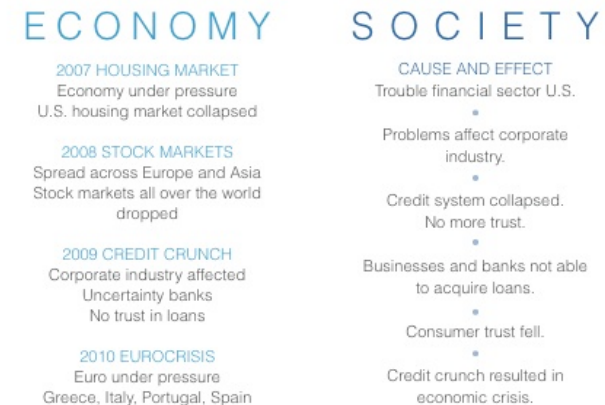 ECONOMY
2007 HOUSING MARKET
Economy under pressure
U.S. housing market collapsed
2008 STOCK MARKETS
Spread across Europe and Asia
Stock markets all over the world
dropped
2009 CREDIT CRUNCH
Corporate industry affected
Uncertainty banks
No trust in loans
2010 EUROCRISIS
Euro under pressure
Greece, Italy, Portugal, Spain
SOCIETY
CAUSE AND EFFECT
Trouble financial sector U.S.
•
Problems affect corporate
industry.
•
Credit system collapsed.
No more trust.
•
Businesses and banks not able
to acquire loans.
•
Consumer trust fell.
•
Credit crunch resulted in
economic crisis.